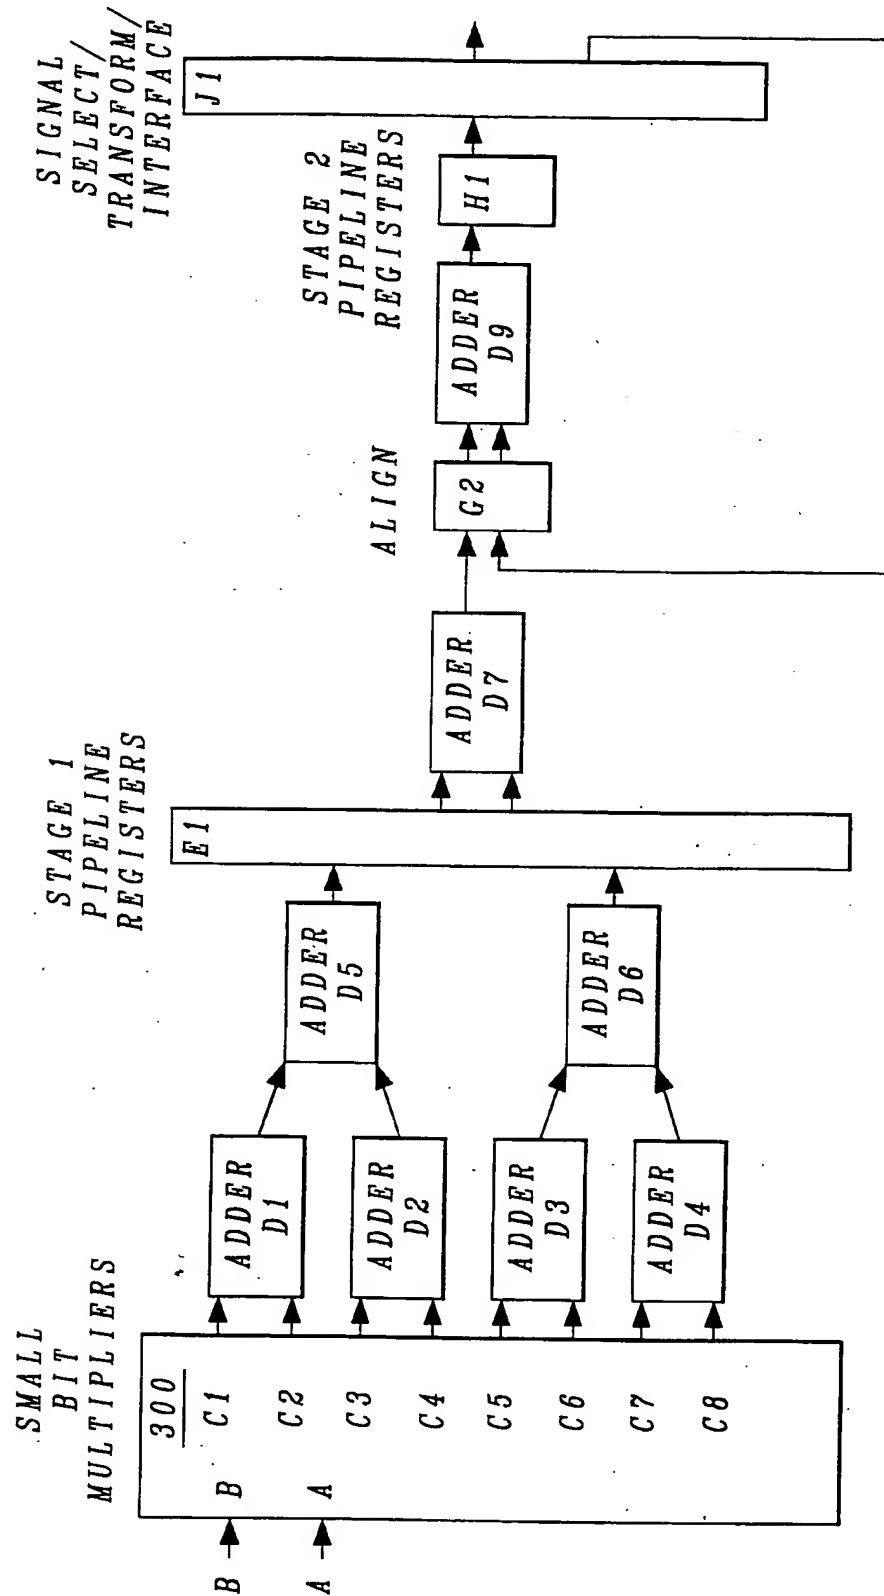 SMALL
BIT
MULTIPLIERS
300
B
A
B
A
C1
C2
C3
C4
C5
C6
C7
C8
ADDER
D1
ADDER
D2
ADDER
D3
ADDER
D4
ADDER
D5
ADDER
D6
STAGE 1
PIPELINE
REGISTERS
E1
ADDER
D7
ALIGN
G2
ADDER
D9
STAGE 2
PIPELINE
REGISTERS
H1
SIGNAL
SELECT/
TRANSFORM/
INTERFACE
J1